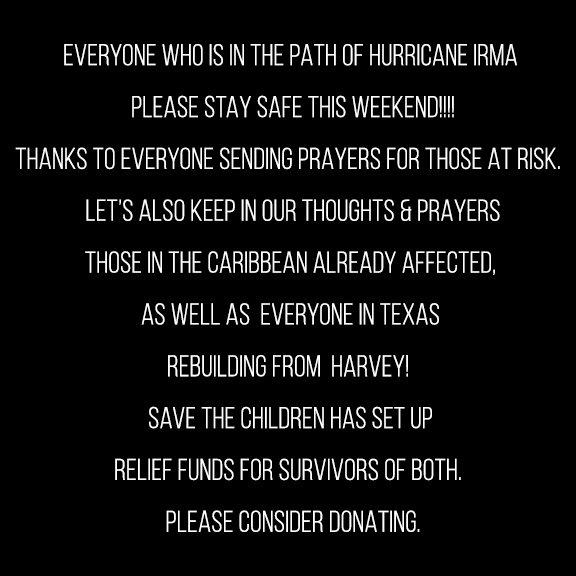 EVERYONE WHO IS IN THE PATH OF HURRICANE IRMA
PLEASE STAY SAFE THIS WEEKEND!!!!
THANKS TO EVERYONE SENDING PRAYERS FOR THOSE AT RISK.
LET'S ALSO KEEP IN OUR THOUGHTS & PRAYERS
THOSE IN THE CARIBBEAN ALREADY AFFECTED,
AS WELL AS EVERYONE IN TEXAS
REBUILDING FROM HARVEY!
SAVE THE CHILDREN HAS SET UP
RELIEF FUNDS FOR SURVIVORS OF BOTH.
PLEASE CONSIDER DONATING.